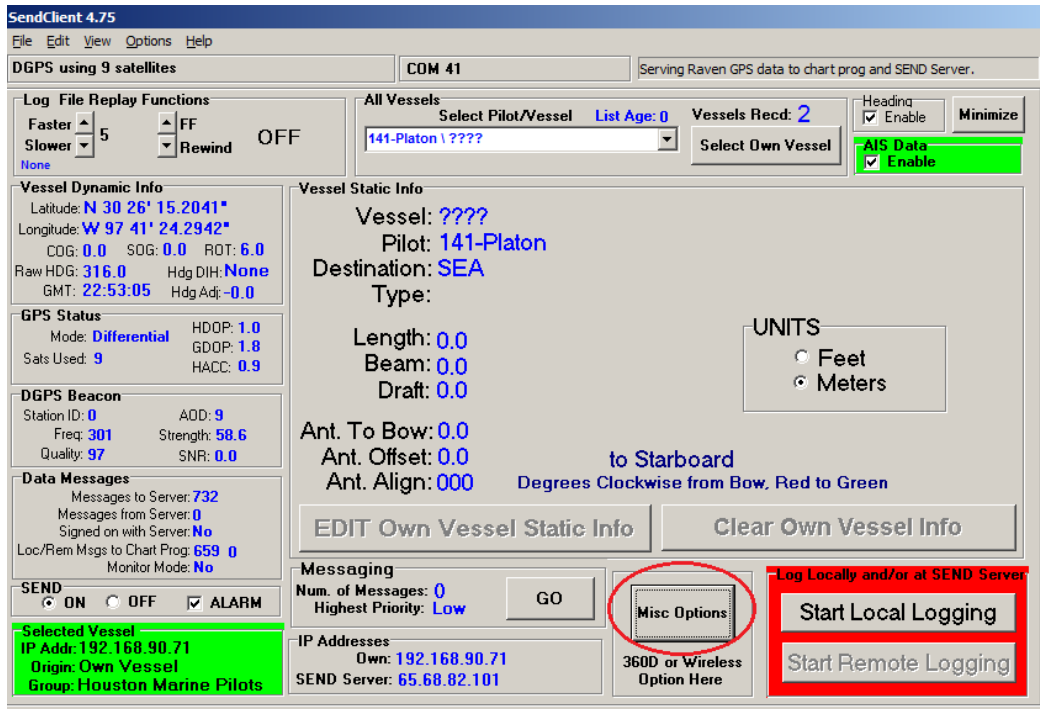 SendClient 4.75
File Edit View Options Help
DGPS using 9 satellites
COM 41
Serving Raven GPS data to chart prog and SEND Server.
Log File Replay Functions
Faster
Slower
5
FF
Rewind
OFF
None
All Vessels
Select Pilot/Vessel List Age: 0
141-Platon \ ????
Vessels Recd: 2
Select Own Vessel
Heading
Enable
Minimize
AIS Data
Enable
Vessel Dynamic Info
Latitude: N 30 26' 15.2041"
Longitude: W 97 41' 24.2942"
COG: 0.0 SOG: 0.0 ROT: 6.0
Raw HDG: 316.0 Hdg DIH: None
GMT: 22:53:05 Hdg Adj: -0.0
GPS Status
Mode: Differential
Sats Used: 9
HDOP: 1.0
GDOP: 1.8
HACC: 0.9
DGPS Beacon
Station ID: 0 AOD: 9
Freq: 301 Strength: 58.6
Quality: 97 SNR: 0.0
Data Messages
Messages to Server: 732
Messages from Server: 0
Signed on with Server: No
Loc/Rem Msgs to Chart Prog: 659 0
Monitor Mode: No
SEND
ON OFF ALARM
Selected Vessel
IP Addr: 192.168.90.71
Origin: Own Vessel
Group: Houston Marine Pilots
Vessel Static Info
Vessel: ????
Pilot: 141-Platon
Destination: SEA
Type:
Length: 0.0
Beam: 0.0
Draft: 0.0
UNITS
Feet
Meters
Ant. To Bow: 0.0
Ant. Offset: 0.0 to Starboard
Ant. Align: 000 Degrees Clockwise from Bow, Red to Green
EDIT Own Vessel Static Info
Clear Own Vessel Info
Messaging
Num. of Messages: 0
Highest Priority: Low
GO
IP Addresses
Own: 192.168.90.71
SEND Server: 65.68.82.101
Misc Options
360D or Wireless
Option Here
Log Locally and/or at SEND Server
Start Local Logging
Start Remote Logging